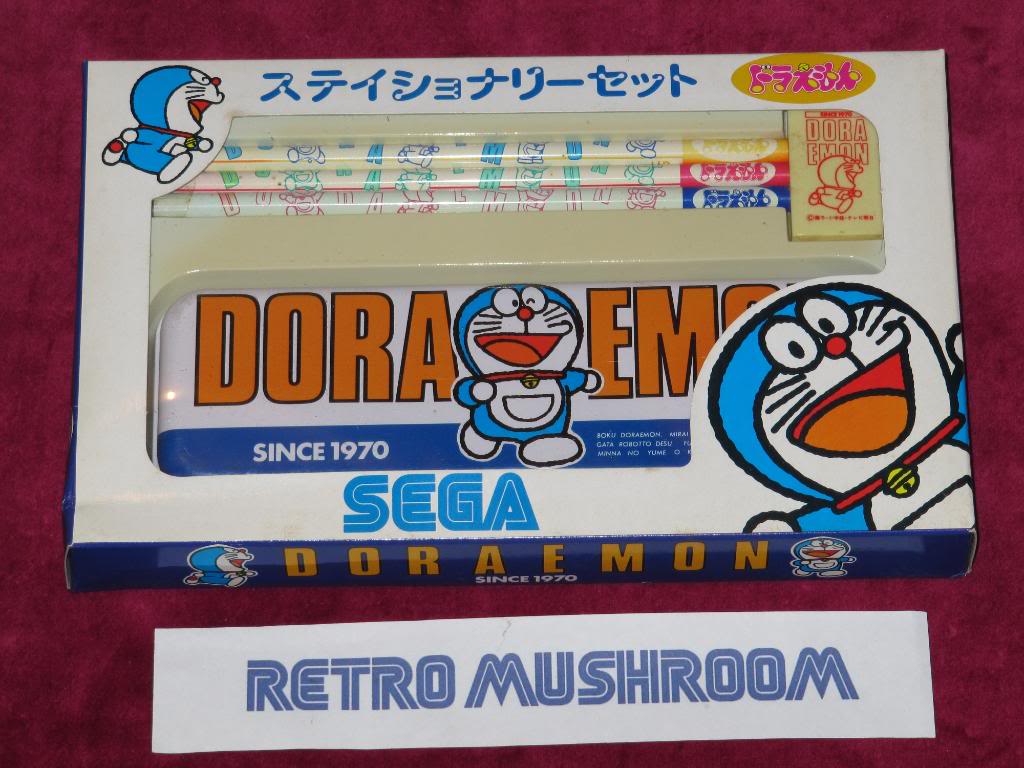 ステイショナリーセット
ドラえもん
SINCE 1970
DORA
EMON
ドラえもん
ドラえもん
ドラえもん
DORAEMON
SINCE 1970
BOKU DORAEMON. MIRAI
GATA ROBOTTO DESU
MINNA NO YUME O
SEGA
DORAEMON
SINCE 1970
RETRO MUSHROOM